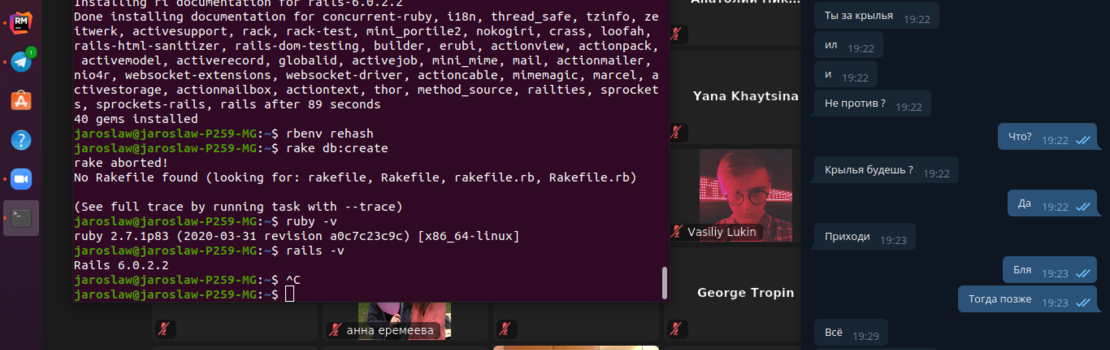 Installing ri documentation for rails-6.0.2.2
Done installing documentation for concurrent-ruby, i18n, thread_safe, tzinfo, ze
itwerk, activesupport, rack, rack-test, mini_portile2, nokogiri, crass, loofah,
rails-html-sanitizer, rails-dom-testing, builder, erubi, actionview, actionpack,
activemodel, activerecord, globalid, activejob, mini_mime, mail, actionmailer,
nio4r, websocket-extensions, websocket-driver, actioncable, mimemagic, marcel, a
ctivestorage, actionmailbox, actiontext, thor, method_source, railties, sprocket
s, sprockets-rails, rails after 89 seconds
40 gems installed
jaroslaw@jaroslaw-P259-MG:~$ rbenv rehash
jaroslaw@jaroslaw-P259-MG:~$ rake db:create
rake aborted!
No Rakefile found (looking for: rakefile, Rakefile, rakefile.rb, Rakefile.rb)
(See full trace by running task with --trace)
jaroslaw@jaroslaw-P259-MG:~$ ruby -v
ruby 2.7.1p83 (2020-03-31 revision a0c7c23c9c) [x86_64-linux]
jaroslaw@jaroslaw-P259-MG:~$ rails -v
Rails 6.0.2.2
jaroslaw@jaroslaw-P259-MG:~$ ^C
jaroslaw@jaroslaw-P259-MG:~$
RM
1
Yana Khaytsina
Vasiliy Lukin
George Tropin
анна еремеева
Ты за крылья 19:22
ил 19:22
и 19:22
Не против ? 19:22
Что? 19:22
Крылья будешь ? 19:22
Да 19:22
Приходи 19:23
Бля 19:23
Тогда позже 19:23
Всё 19:29